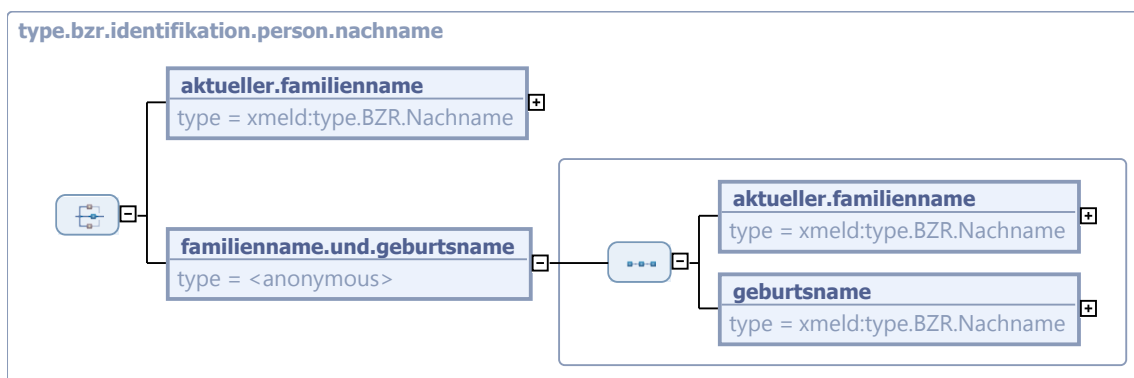 type.bzr.identifikation.person.nachname
aktueller.familienname
type = xmeld:type.BZR.Nachname
familienname.und.geburtsname
type = <anonymous>
aktueller.familienname
type = xmeld:type.BZR.Nachname
geburtsname
type = xmeld:type.BZR.Nachname